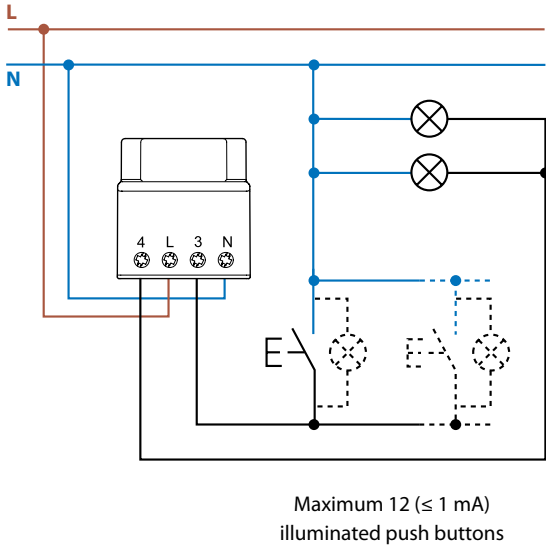 L
N
4 L 3 N
Maximum 12 (≤ 1 mA)
illuminated push buttons